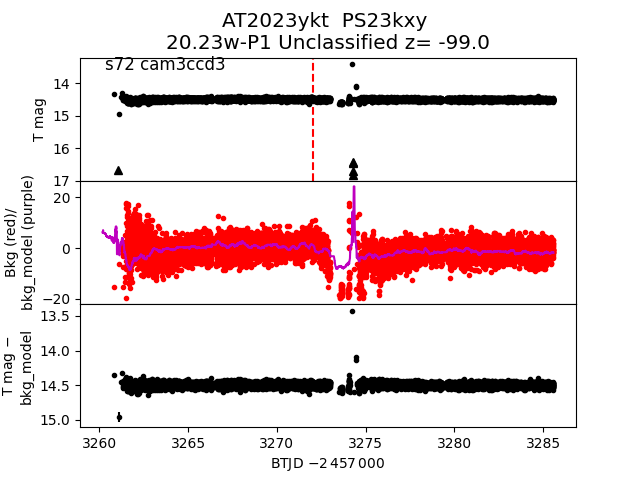 AT2023ykt  PS23kxy
20.23w-P1 Unclassified z= -99.0
s72 cam3ccd3
T mag
14
15
16
17
Bkg (red)/
bkg_model (purple)
20
0
−20
T mag −
bkg_model
13.5
14.0
14.5
15.0
3260 3265 3270 3275 3280 3285
BTJD −2 457 000